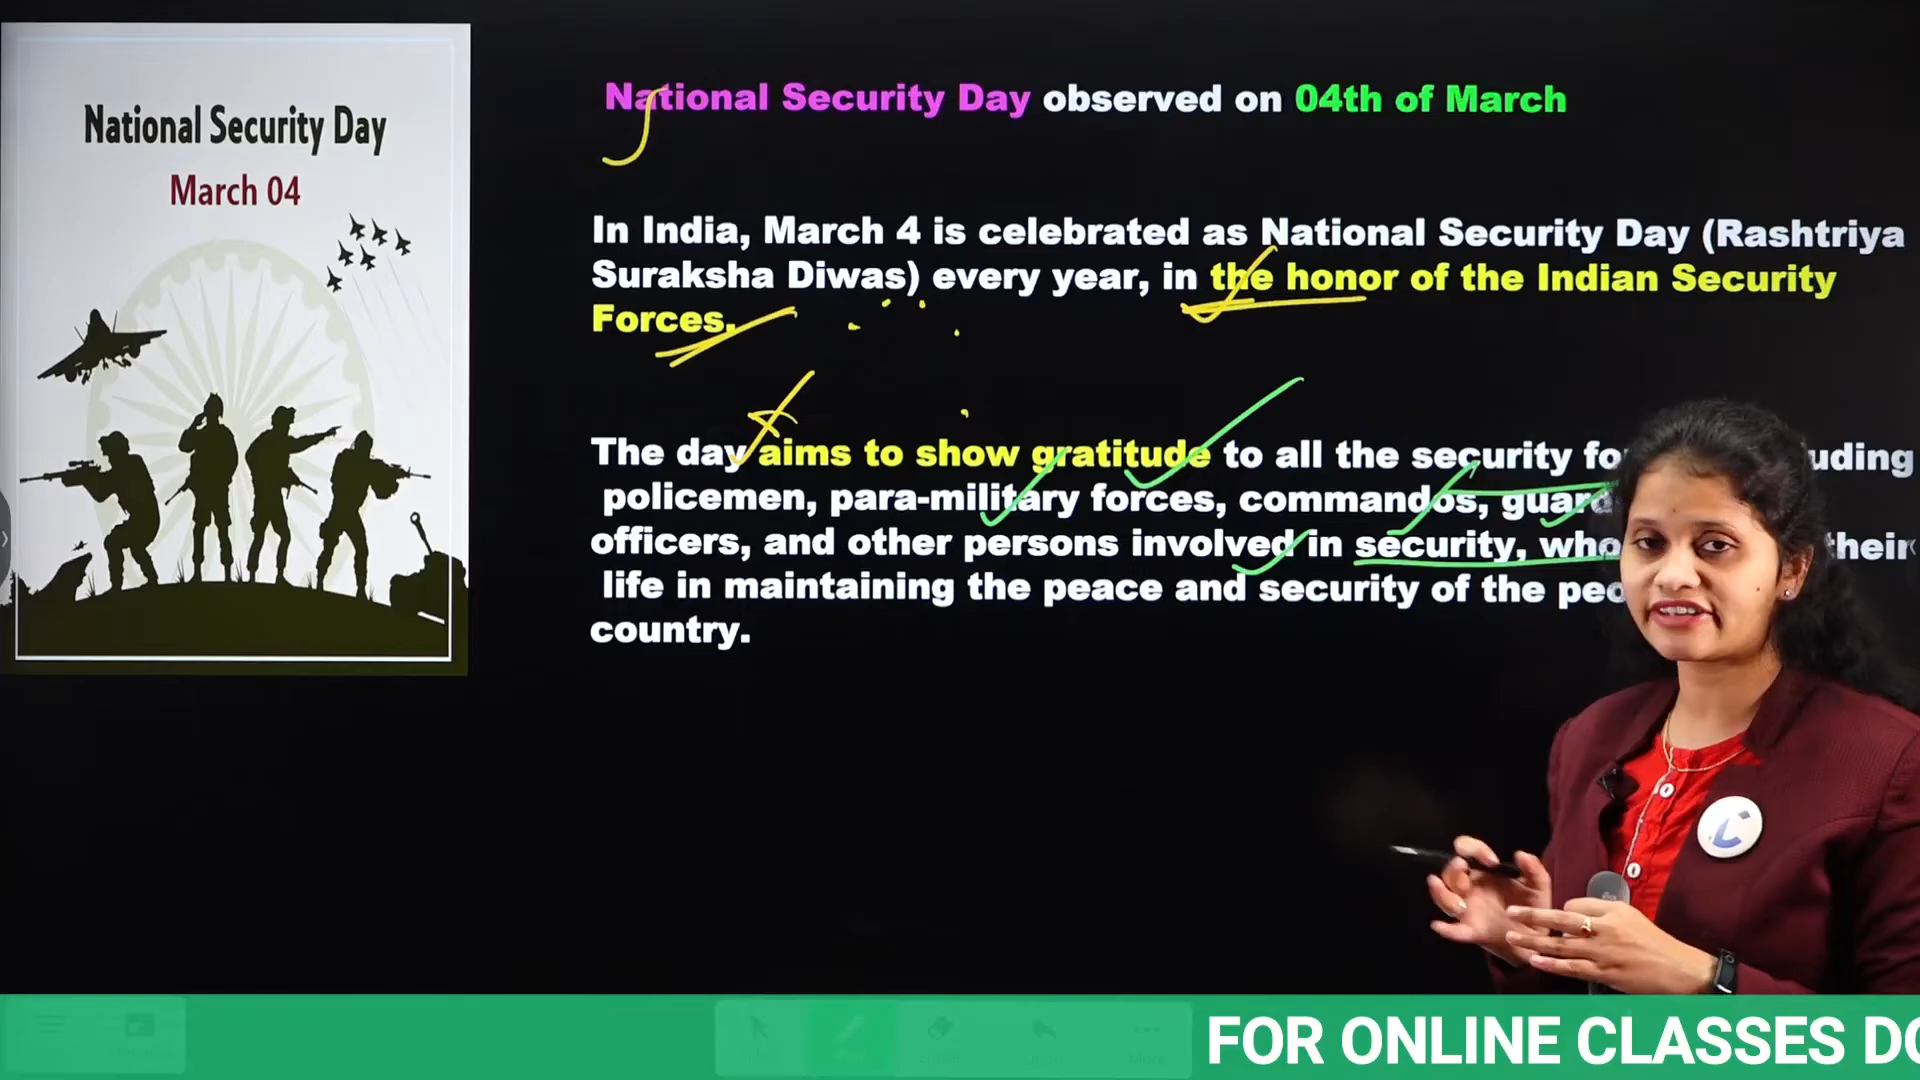 National Security Day
March 04
National Security Day observed on 04th of March
In India, March 4 is celebrated as National Security Day (Rashtriya
Suraksha Diwas) every year, in the honor of the Indian Security
Forces.
The day aims to show gratitude to all the security
policemen, para-military forces, commandos,
officers, and other persons involved in security, who their
life in maintaining the peace and security of the
country.
FOR ONLINE CLASSES